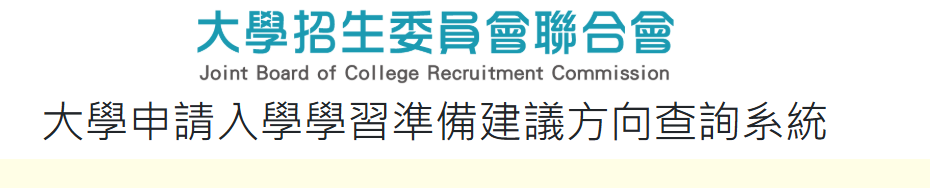 大學招生委員會聯合會
Joint Board of College Recruitment Commission
大學申請入學學習準備建議方向查詢系統